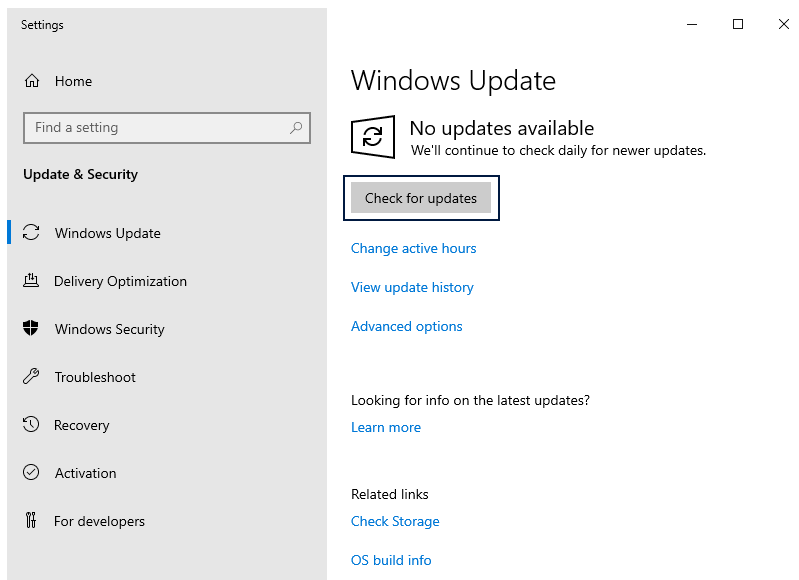 Settings
Home
Find a setting
Update & Security
Windows Update
Delivery Optimization
Windows Security
Troubleshoot
Recovery
Activation
For developers
Windows Update
No updates available
We'll continue to check daily for newer updates.
Check for updates
Change active hours
View update history
Advanced options
Looking for info on the latest updates?
Learn more
Related links
Check Storage
OS build info